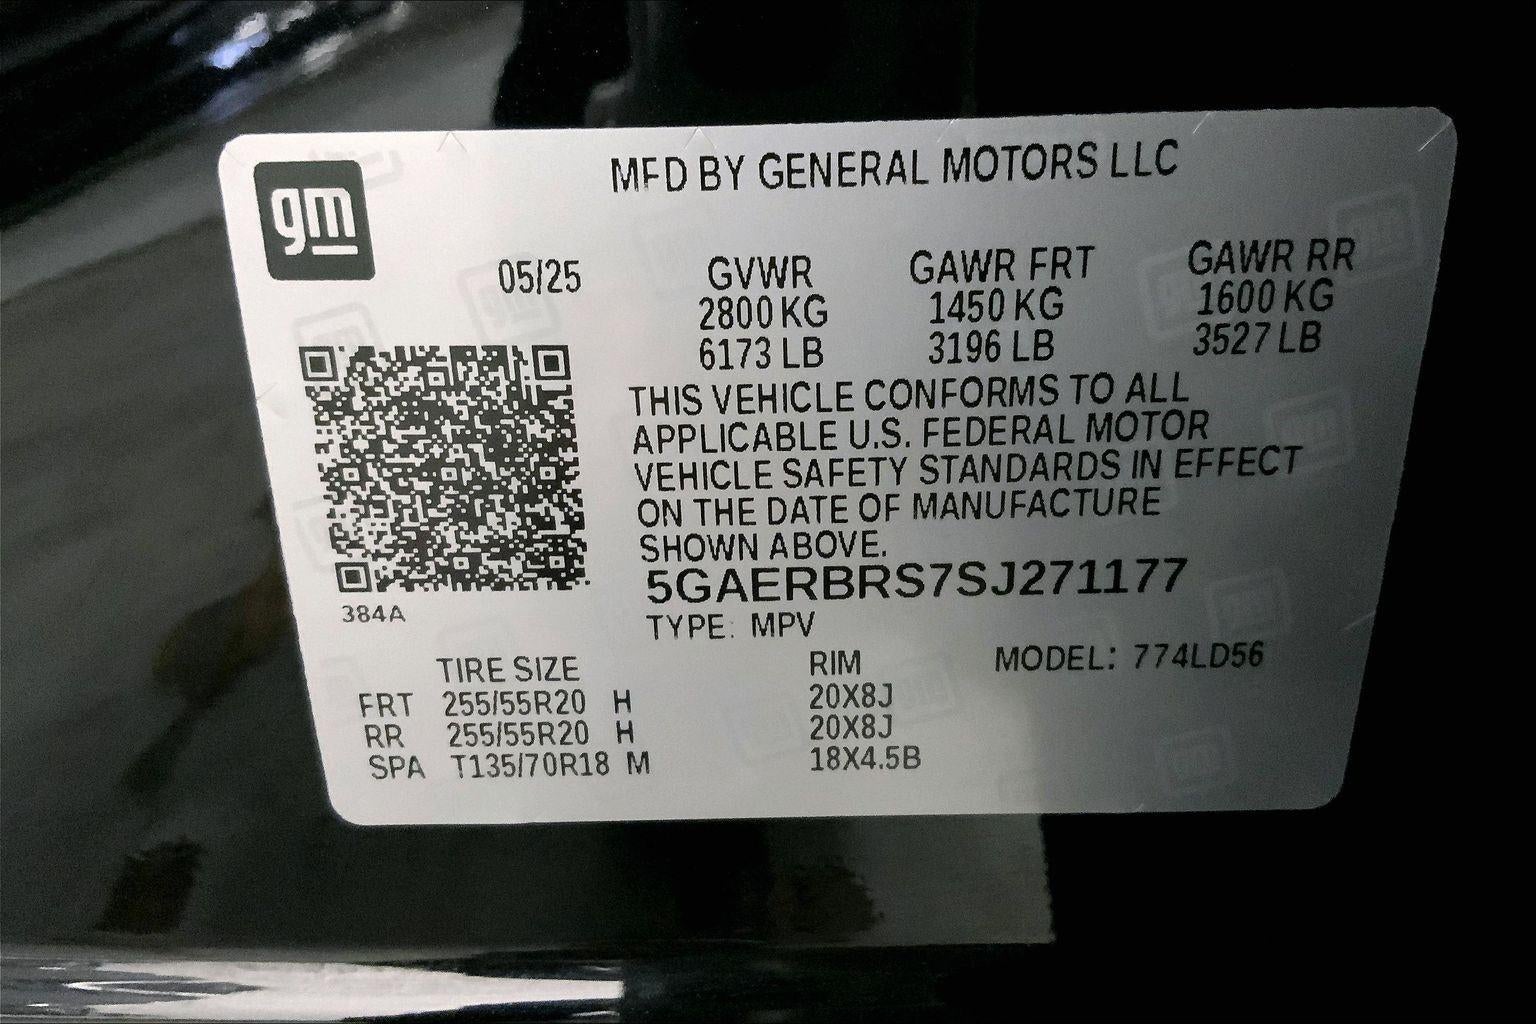 gm
MFD BY GENERAL MOTORS LLC
05/25 GVWR GAWR FRT GAWR RR
2800 KG 1450 KG 1600 KG
6173 LB 3196 LB 3527 LB
THIS VEHICLE CONFORMS TO ALL
APPLICABLE U.S. FEDERAL MOTOR
VEHICLE SAFETY STANDARDS IN EFFECT
ON THE DATE OF MANUFACTURE
SHOWN ABOVE.
5GAERBRS7SJ271177
384A
TYPE: MPV
TIRE SIZE RIM MODEL: 774LD56
FRT 255/55R20 H 20X8J
RR 255/55R20 H 20X8J
SPA T135/70R18 M 18X4.5B